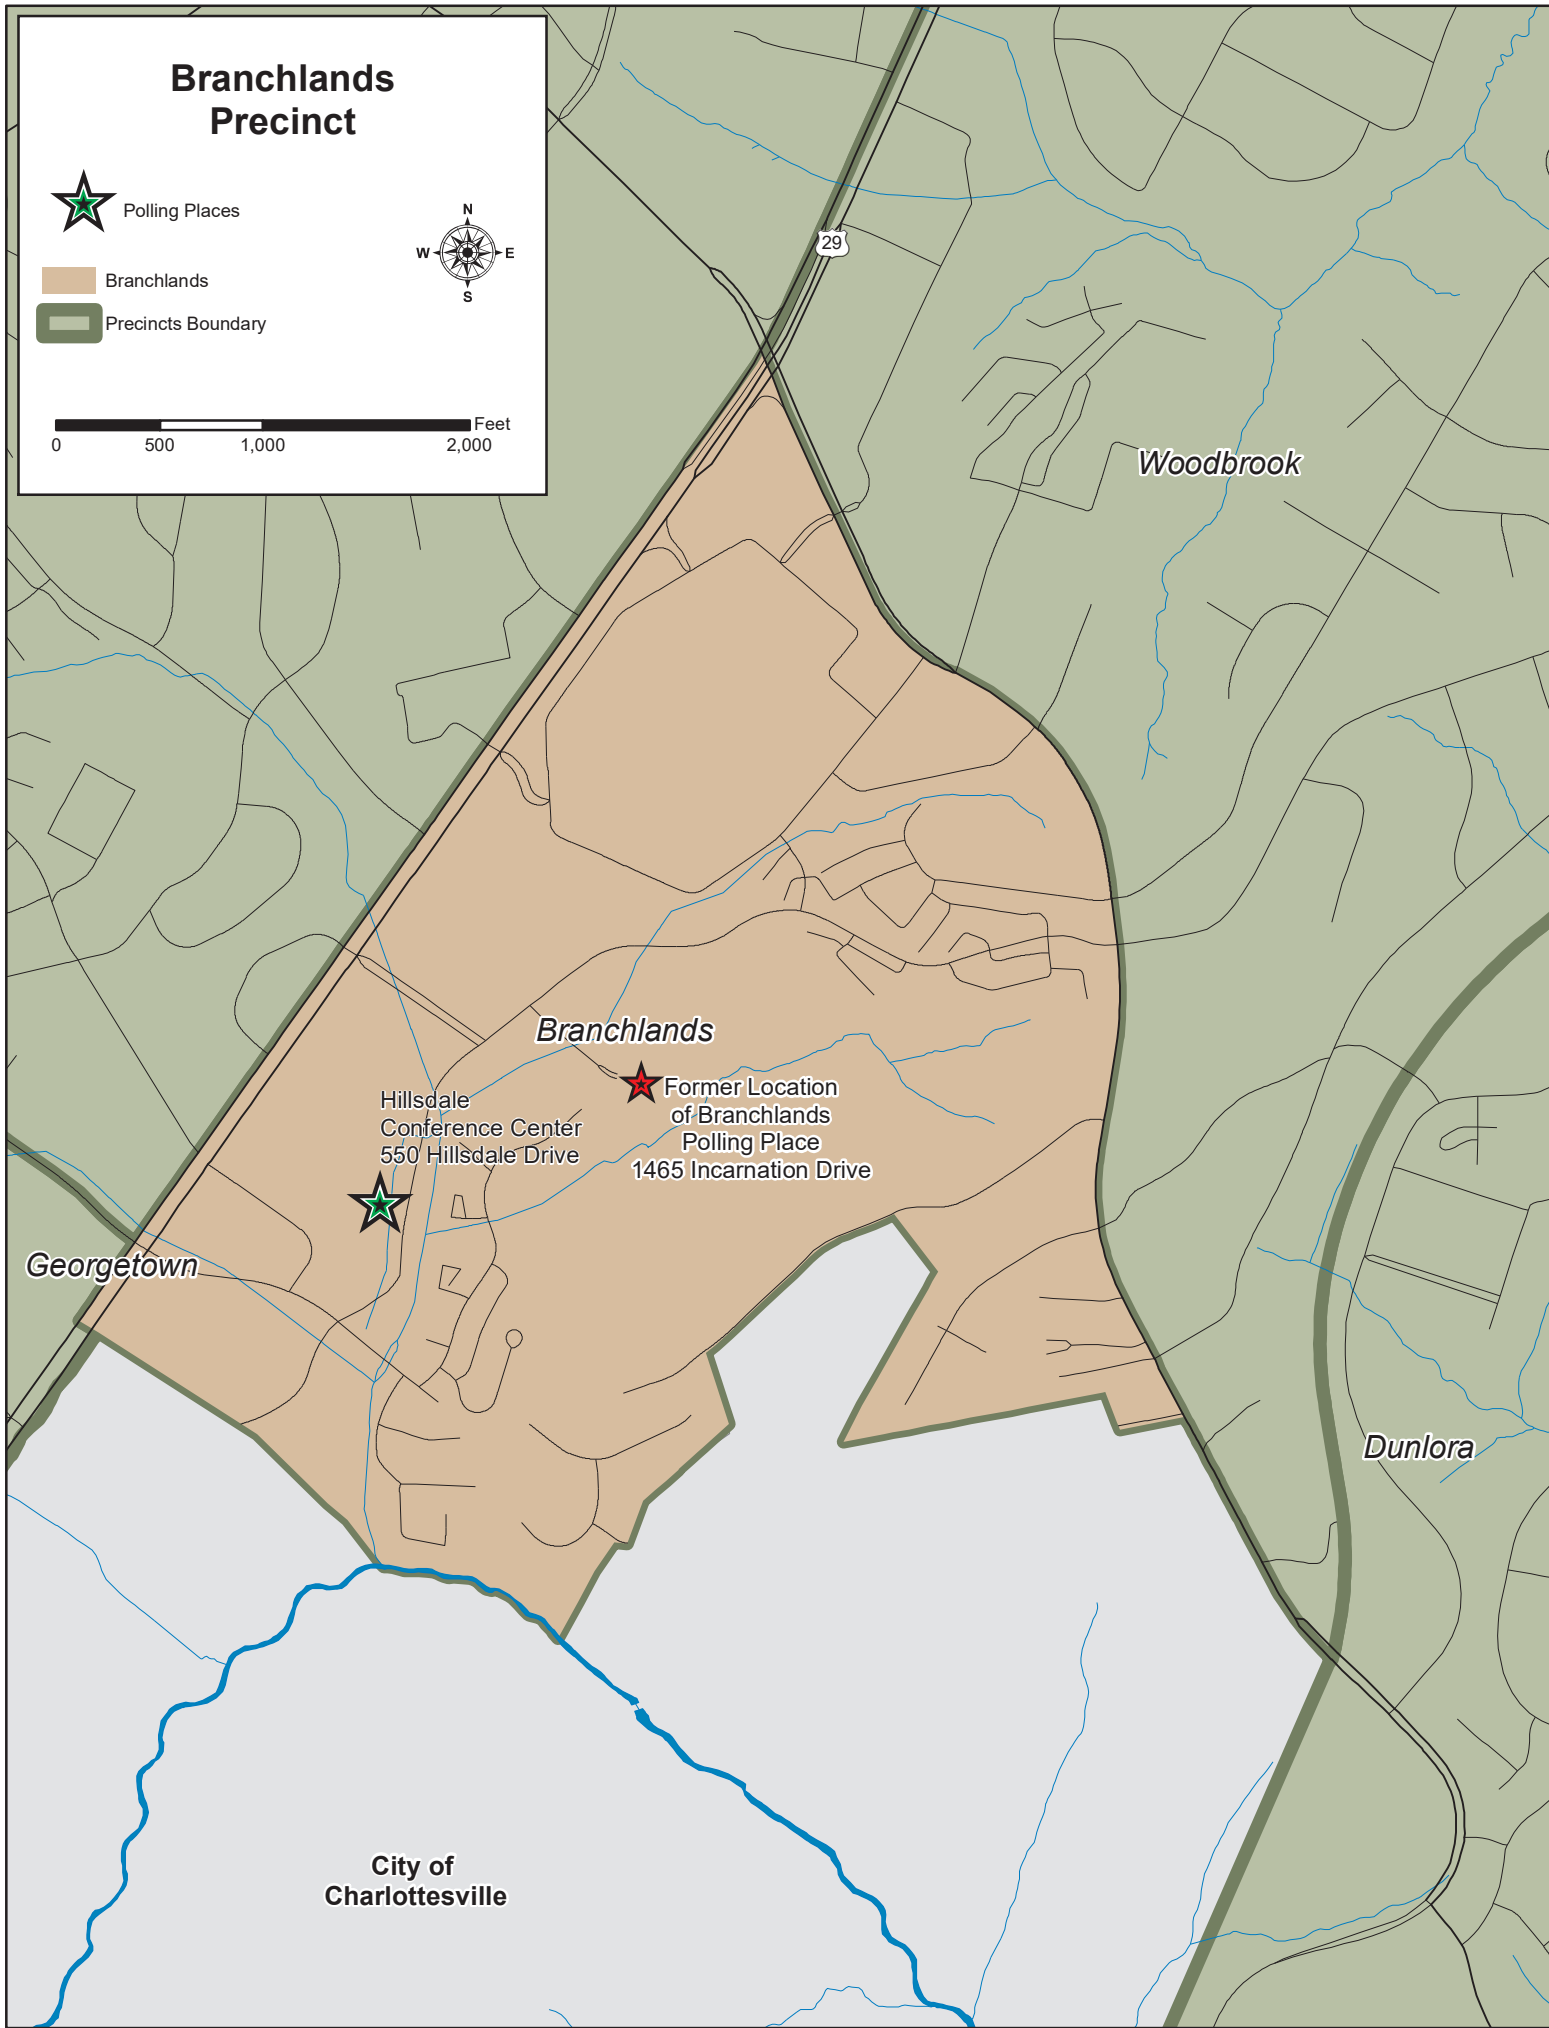 Branchlands
Precinct
Polling Places
N
W
E
S
Branchlands
Precincts Boundary
Feet
0
500
1,000
2,000
29
Woodbrook
Branchlands
Former Location
of Branchlands
Polling Place
1465 Incarnation Drive
Hillsdale
Conference Center
550 Hillsdale Drive
Georgetown
Dunlora
City of
Charlottesville